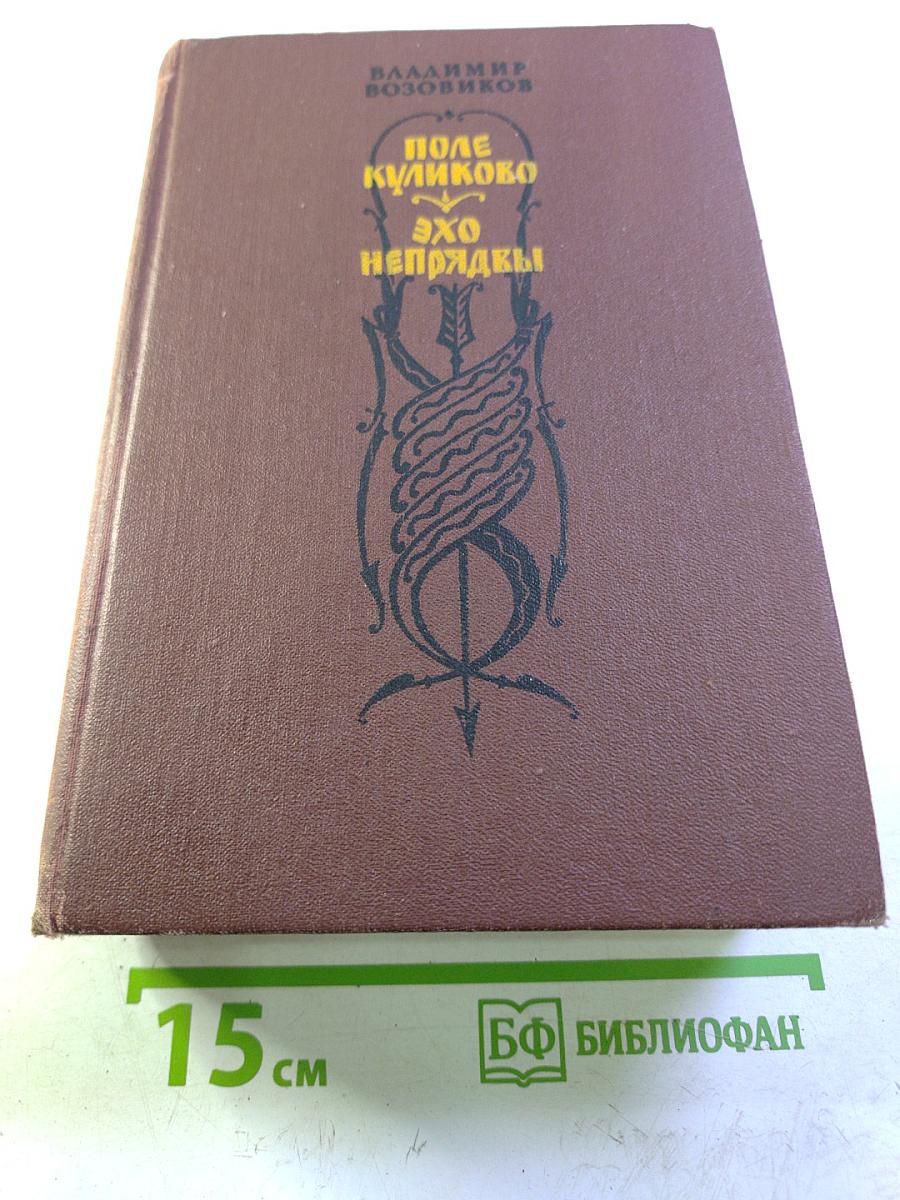 ВЛАДИМИР
ВОЗОВИКОВ
ПОЛЕ
КУЛИКОВО
ЭХО
НЕПРЯДВЫ
15 см
БФ БИБЛИОФАН